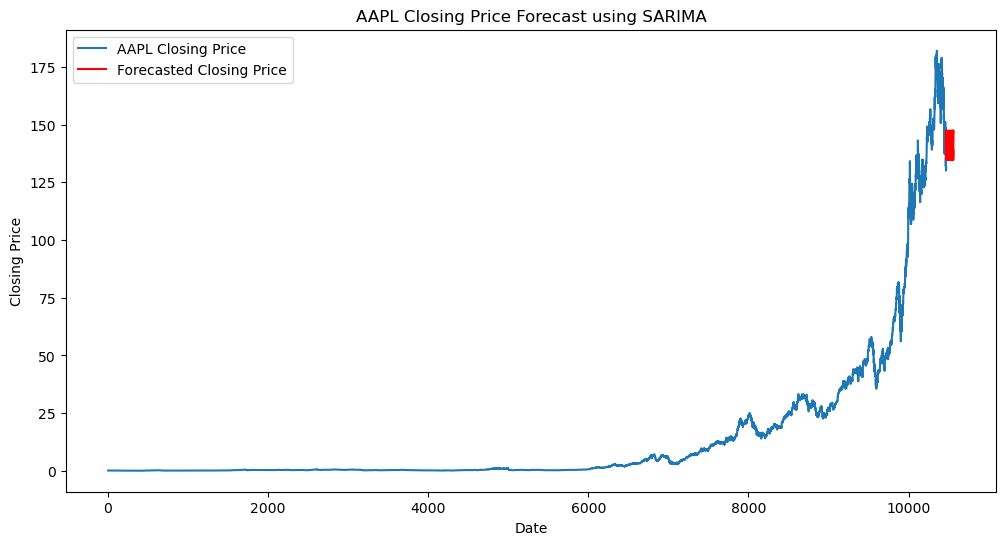 AAPL Closing Price Forecast using SARIMA
AAPL Closing Price
Forecasted Closing Price
Closing Price
175
150
125
100
75
50
25
0
0
2000
4000
6000
8000
10000
Date